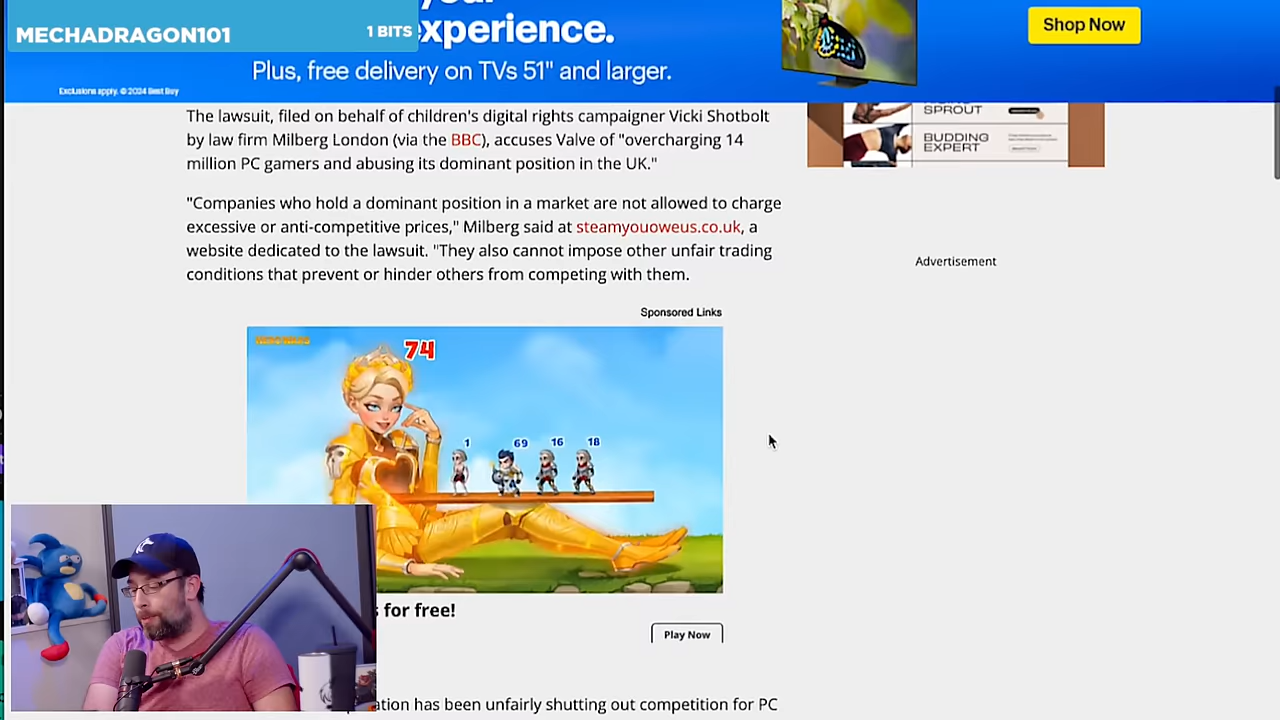 MECHADRAGON101
1 BITS
your
experience.
Shop Now
Plus, free delivery on TVs 51" and larger.
Exclusions apply. © 2024 Best Buy
The lawsuit, filed on behalf of children's digital rights campaigner Vicki Shotbolt
by law firm Milberg London (via the BBC), accuses Valve of "overcharging 14
million PC gamers and abusing its dominant position in the UK."
SPROUT
BUDDING
EXPERT
"Companies who hold a dominant position in a market are not allowed to charge
excessive or anti-competitive prices," Milberg said at steamyouoweus.co.uk, a
website dedicated to the lawsuit. "They also cannot impose other unfair trading
conditions that prevent or hinder others from competing with them.
Advertisement
Sponsored Links
74
1
69
16
18
for free!
Play Now
ation has been unfairly shutting out competition for PC